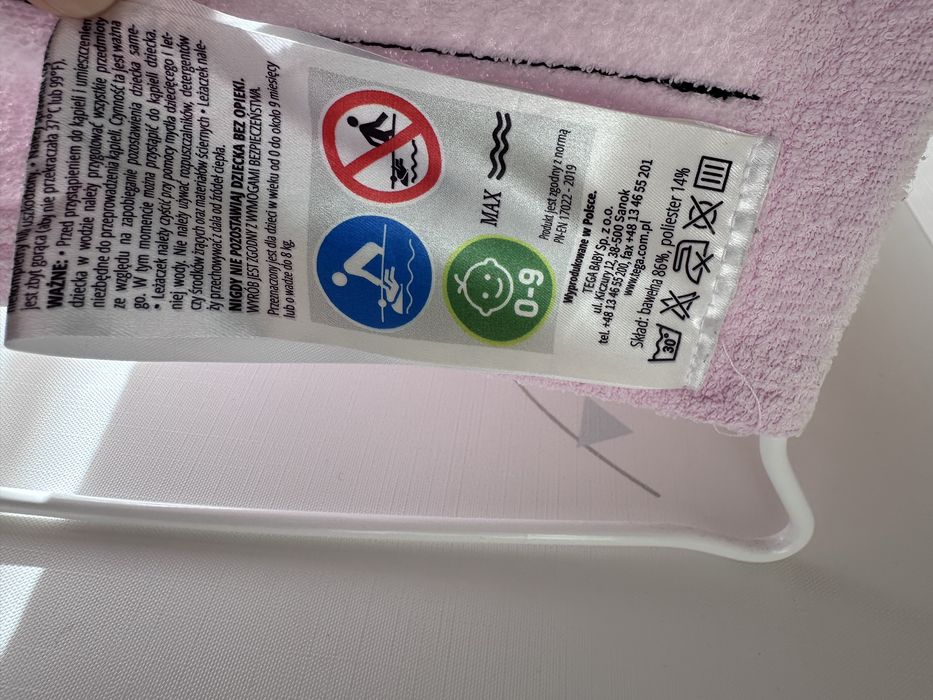 jest zbyt gorąca (aby nie przekraczała 37°C lub 99°F).
WAŻNE: • Przed przystąpieniem do kąpieli i umieszczeniem
dziecka w wodzie należy przygotować wszystkie przedmioty
niezbędne do przeprowadzenia kąpieli. Czynność ta jest ważna
ze względu na zapobieganie pozostawienia dziecka same-
go. W tym momencie można przystąpić do kąpieli dziecka.
• Leżaczek należy czyścić przy pomocy mydła dziecięcego i let-
niej wody. Nie należy używać rozpuszczalników, detergentów
czy środków żrących oraz materiałów ściernych • Leżaczek nale-
ży przechowywać z dala od źródeł ciepła.
NIGDY NIE POZOSTAWIAJ DZIECKA BEZ OPIEKI.
WYRÓB JEST ZGODNY Z WYMOGAMI BEZPIECZEŃSTWA.
Przeznaczony jest dla dzieci w wieku od 0 do około 9 miesięcy
lub o wadze do 8 kg.
MAX
0-9
Produkt jest zgodny z normą
PN-EN 17022 - 2019
Wyprodukowane w Polsce.
TEGA BABY Sp. z o.o.
ul. Kiczury 12, 38-500 Sanok
tel. +48 13 46 55 200, fax +48 13 46 55 201
www.tega.com.pl
Skład: bawełna 86%, poliester 14%
30°